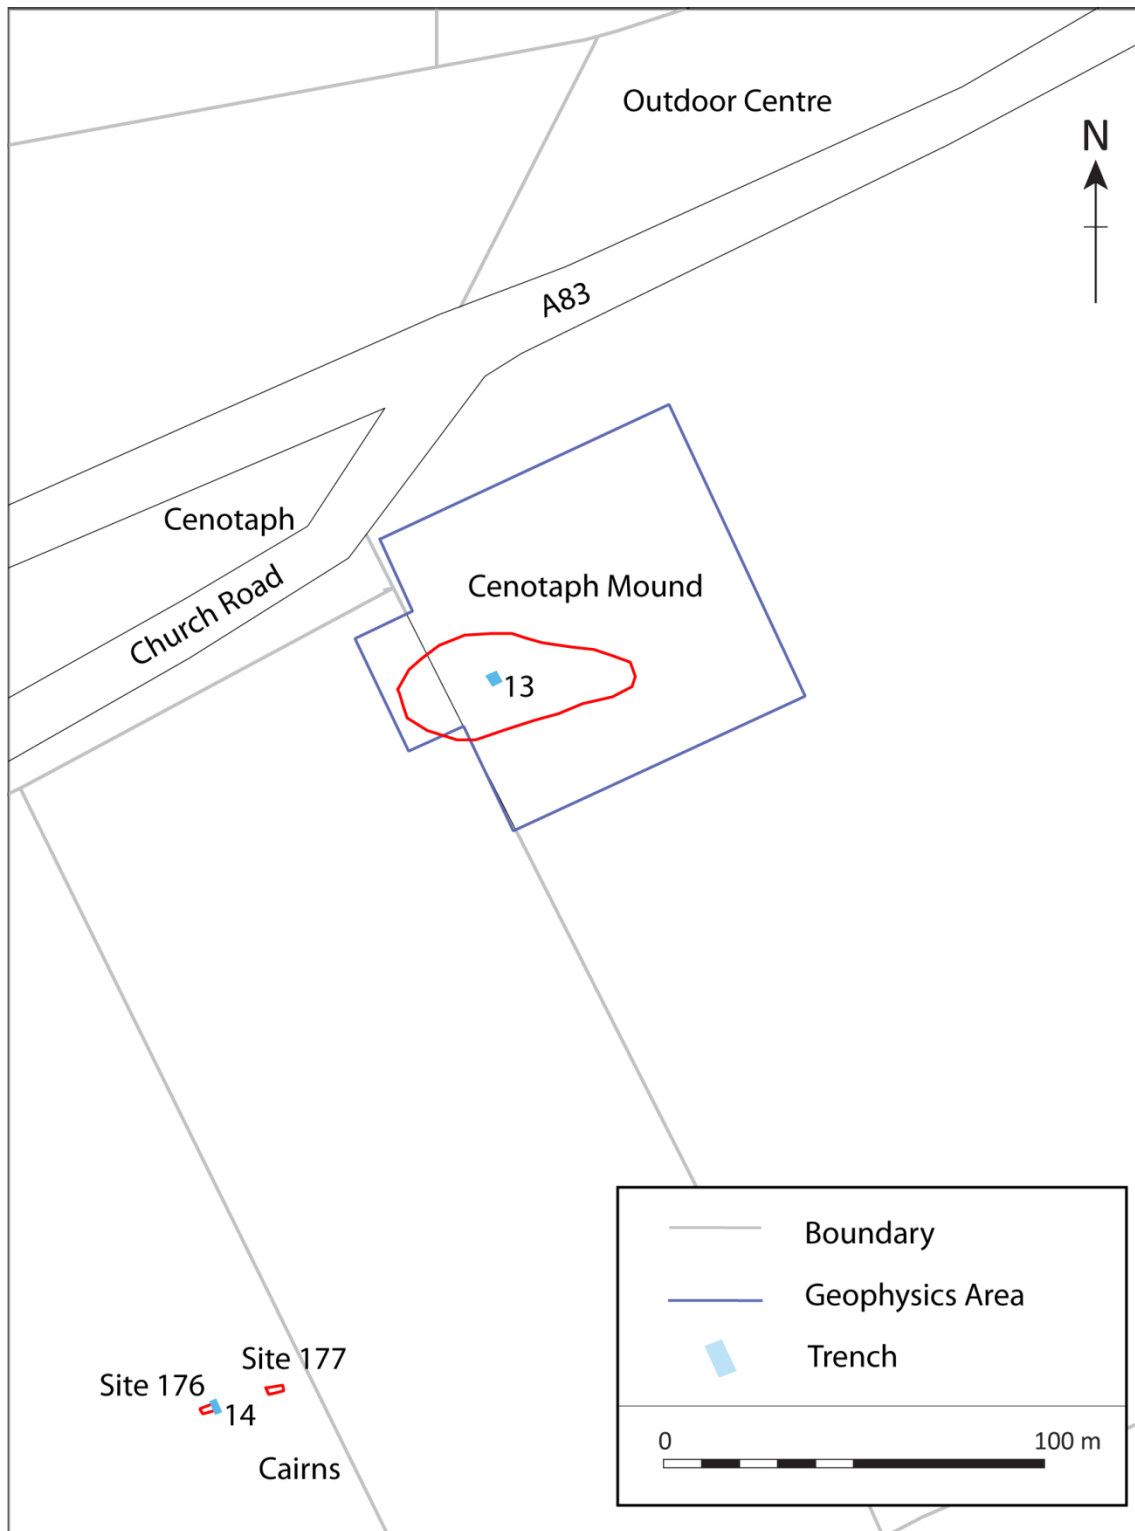 Outdoor Centre
N
A83
Cenotaph
Church Road
Cenotaph Mound
13
Site 177
Site 176
14
Cairns
Boundary
Geophysics Area
Trench
0 100 m